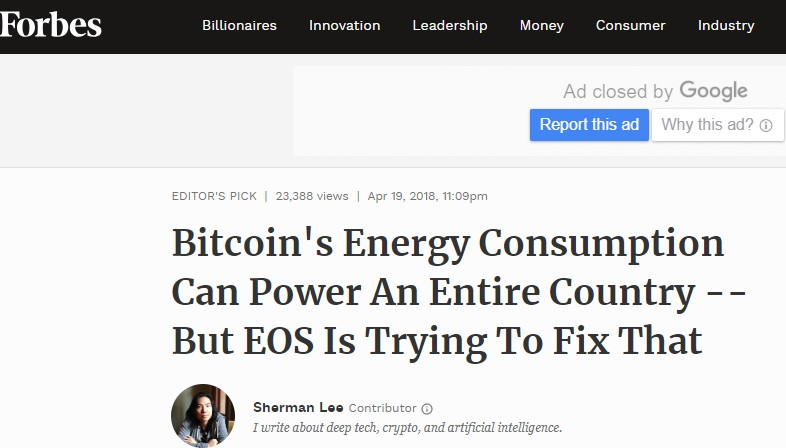 Forbes
Billionaires Innovation Leadership Money Consumer Industry
Ad closed by Google
Report this ad Why this ad?
EDITOR'S PICK | 23,388 views | Apr 19, 2018, 11:09pm
Bitcoin's Energy Consumption
Can Power An Entire Country --
But EOS Is Trying To Fix That
Sherman Lee Contributor
I write about deep tech, crypto, and artificial intelligence.